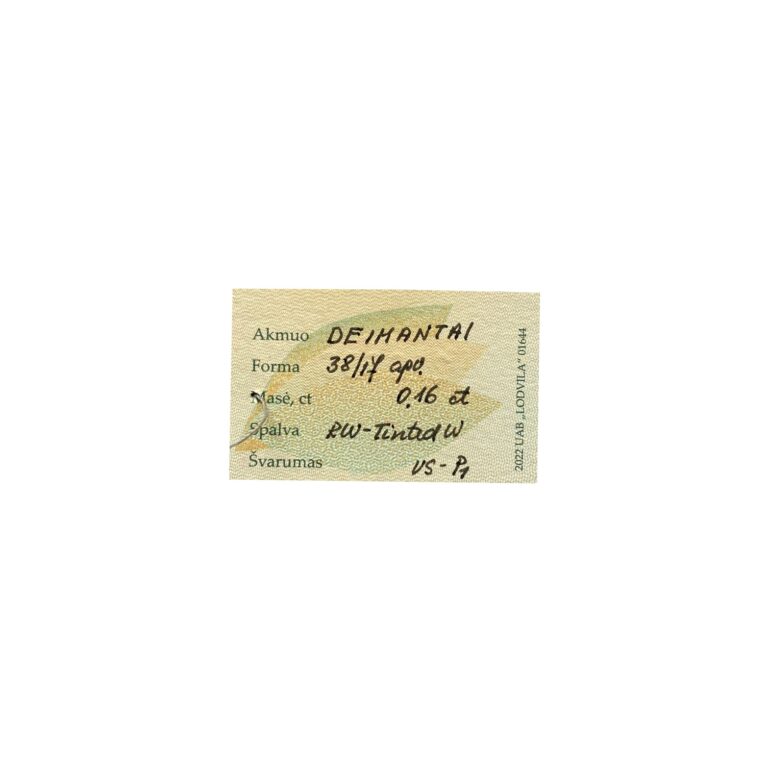 Akmuo DEIMANTAI
Forma 38/17 apv.
Masė, ct 0,16 ct
Spalva RW-Tinted W
Švarumas VS-P1
2022 UAB „LODVILA“ 01644